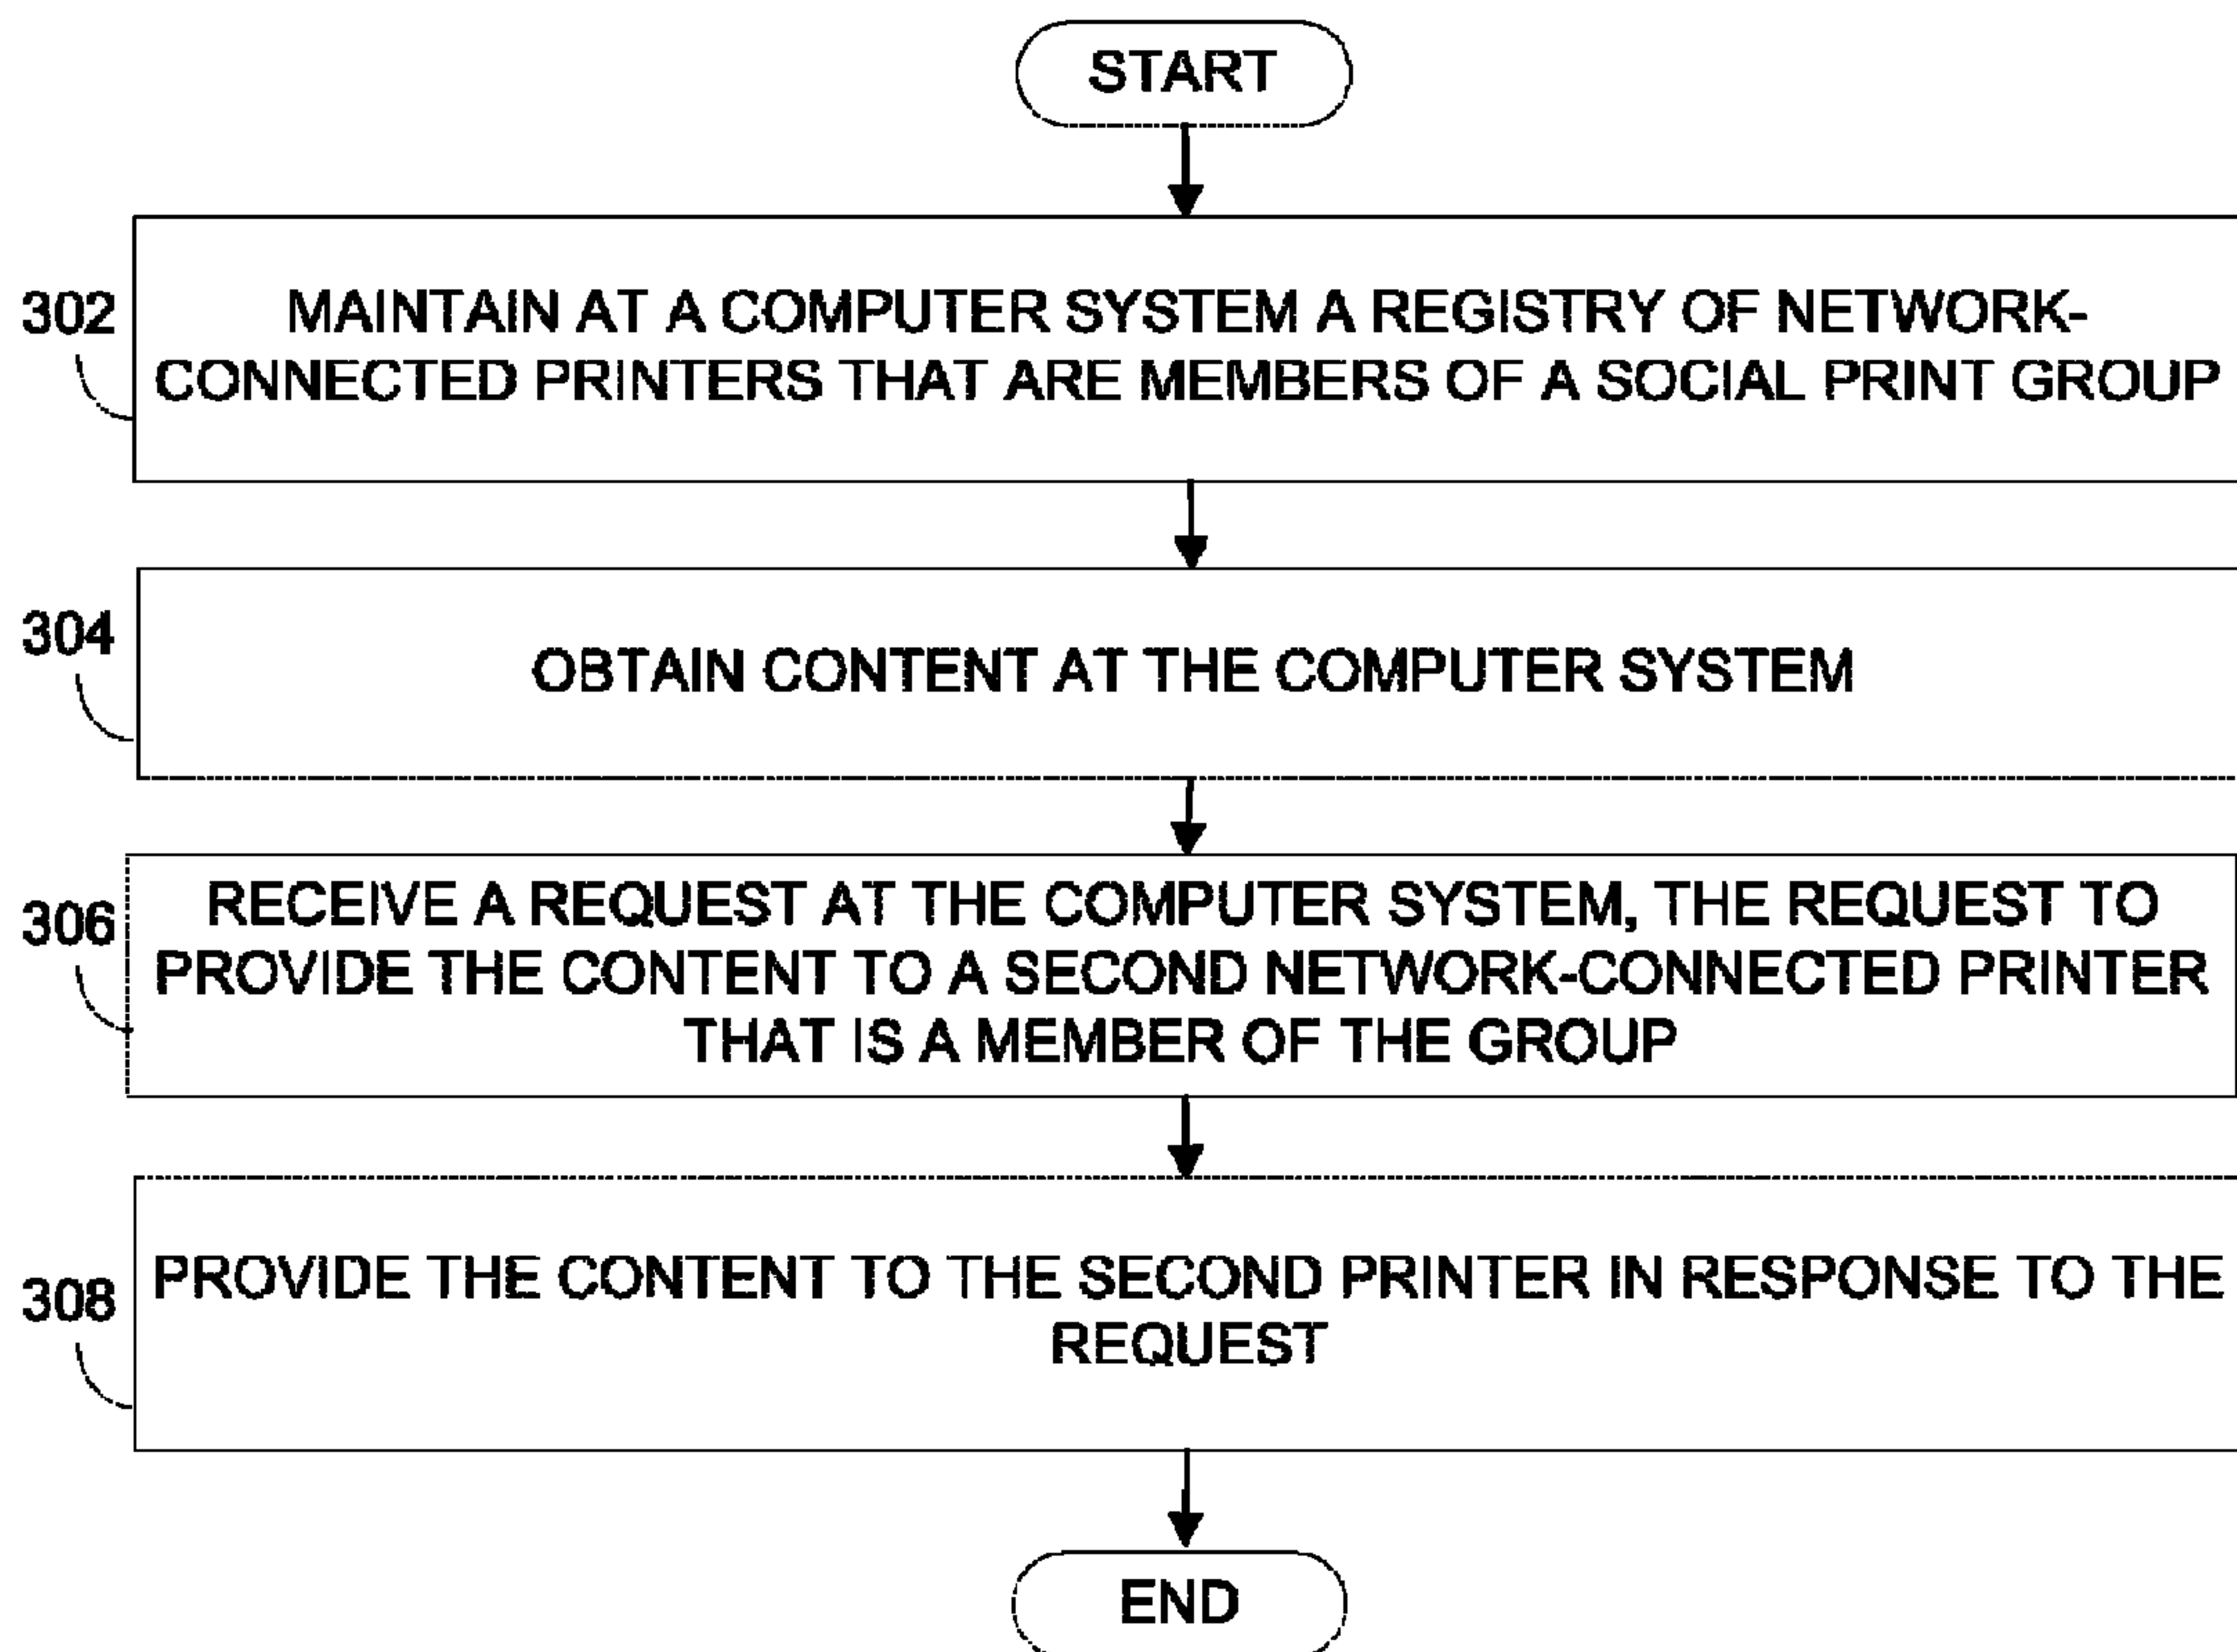 START
302
MAINTAIN AT A COMPUTER SYSTEM A REGISTRY OF NETWORK-
CONNECTED PRINTERS THAT ARE MEMBERS OF A SOCIAL PRINT GROUP
304
OBTAIN CONTENT AT THE COMPUTER SYSTEM
306
RECEIVE A REQUEST AT THE COMPUTER SYSTEM, THE REQUEST TO
PROVIDE THE CONTENT TO A SECOND NETWORK-CONNECTED PRINTER
THAT IS A MEMBER OF THE GROUP
308
PROVIDE THE CONTENT TO THE SECOND PRINTER IN RESPONSE TO THE
REQUEST
END